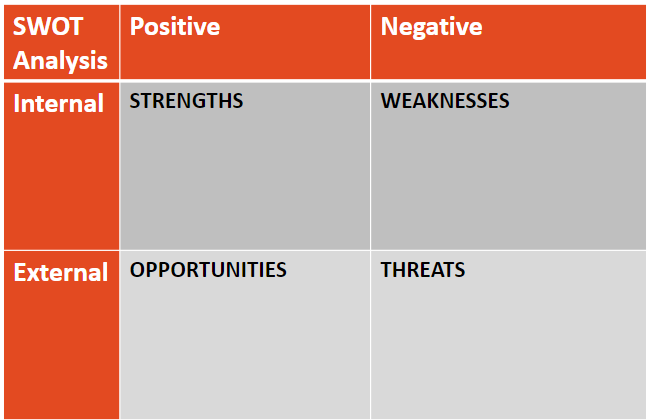 SWOT Analysis
Positive
Negative
Internal
STRENGTHS
WEAKNESSES
External
OPPORTUNITIES
THREATS